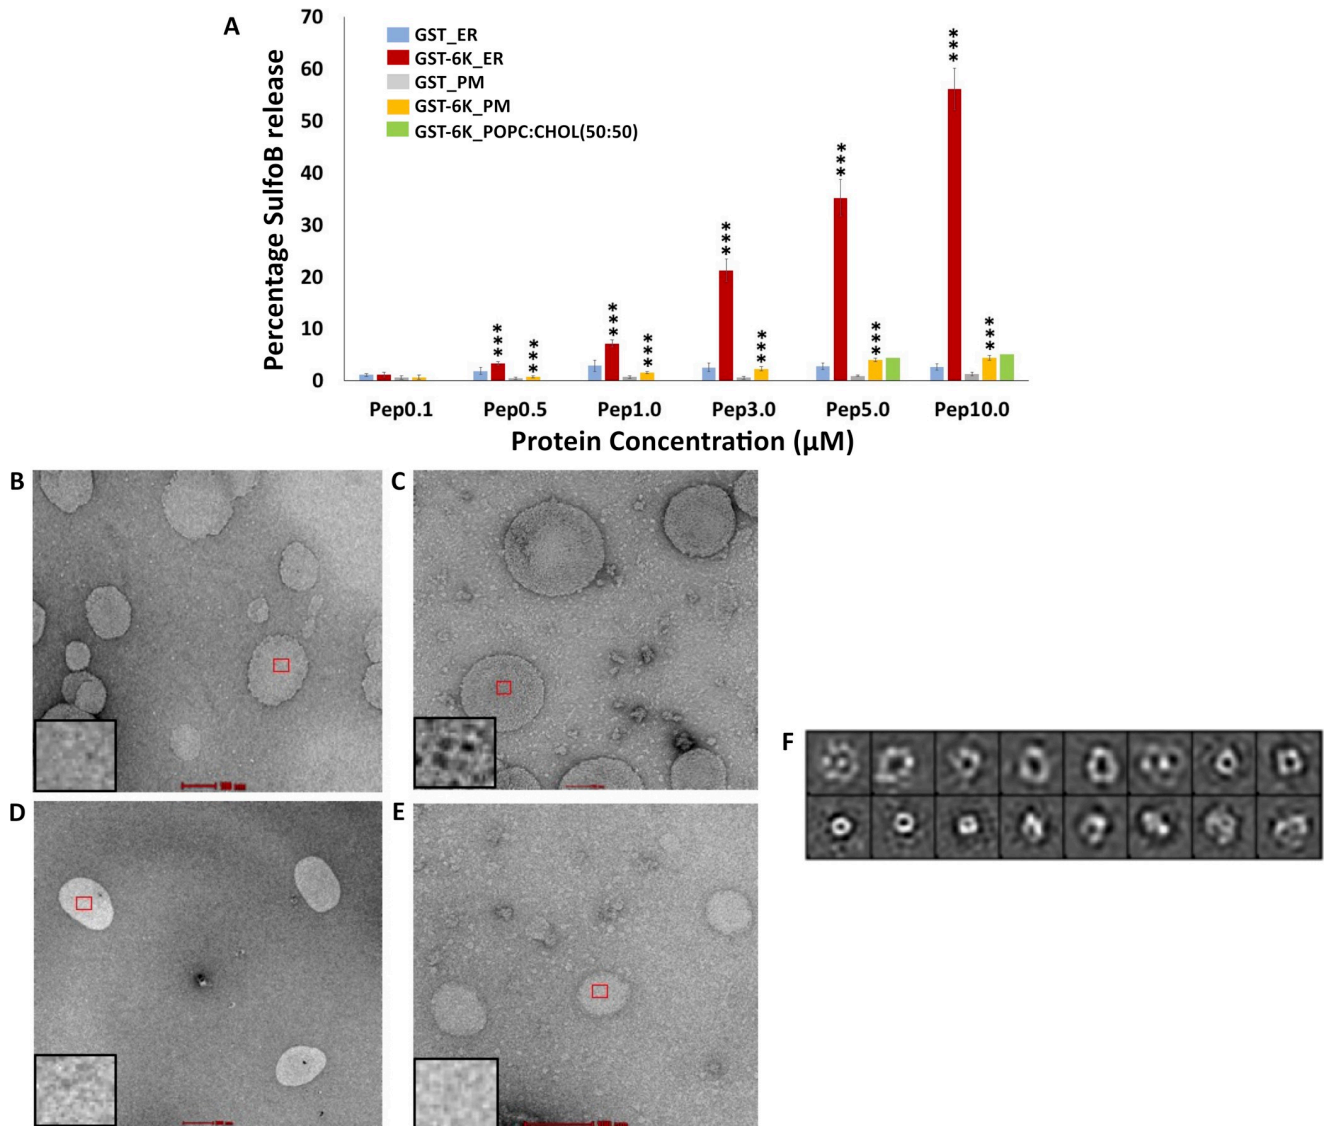 A
Percentage SulfoB release
70
60
50
40
30
20
10
0
GST_ER
GST-6K_ER
GST_PM
GST-6K_PM
GST-6K_POPC:CHOL(50:50)
***
***
***
***
***
***
***
***
***
***
Pep0.1 Pep0.5 Pep1.0 Pep3.0 Pep5.0 Pep10.0
Protein Concentration (μM)
B
C
D
E
F